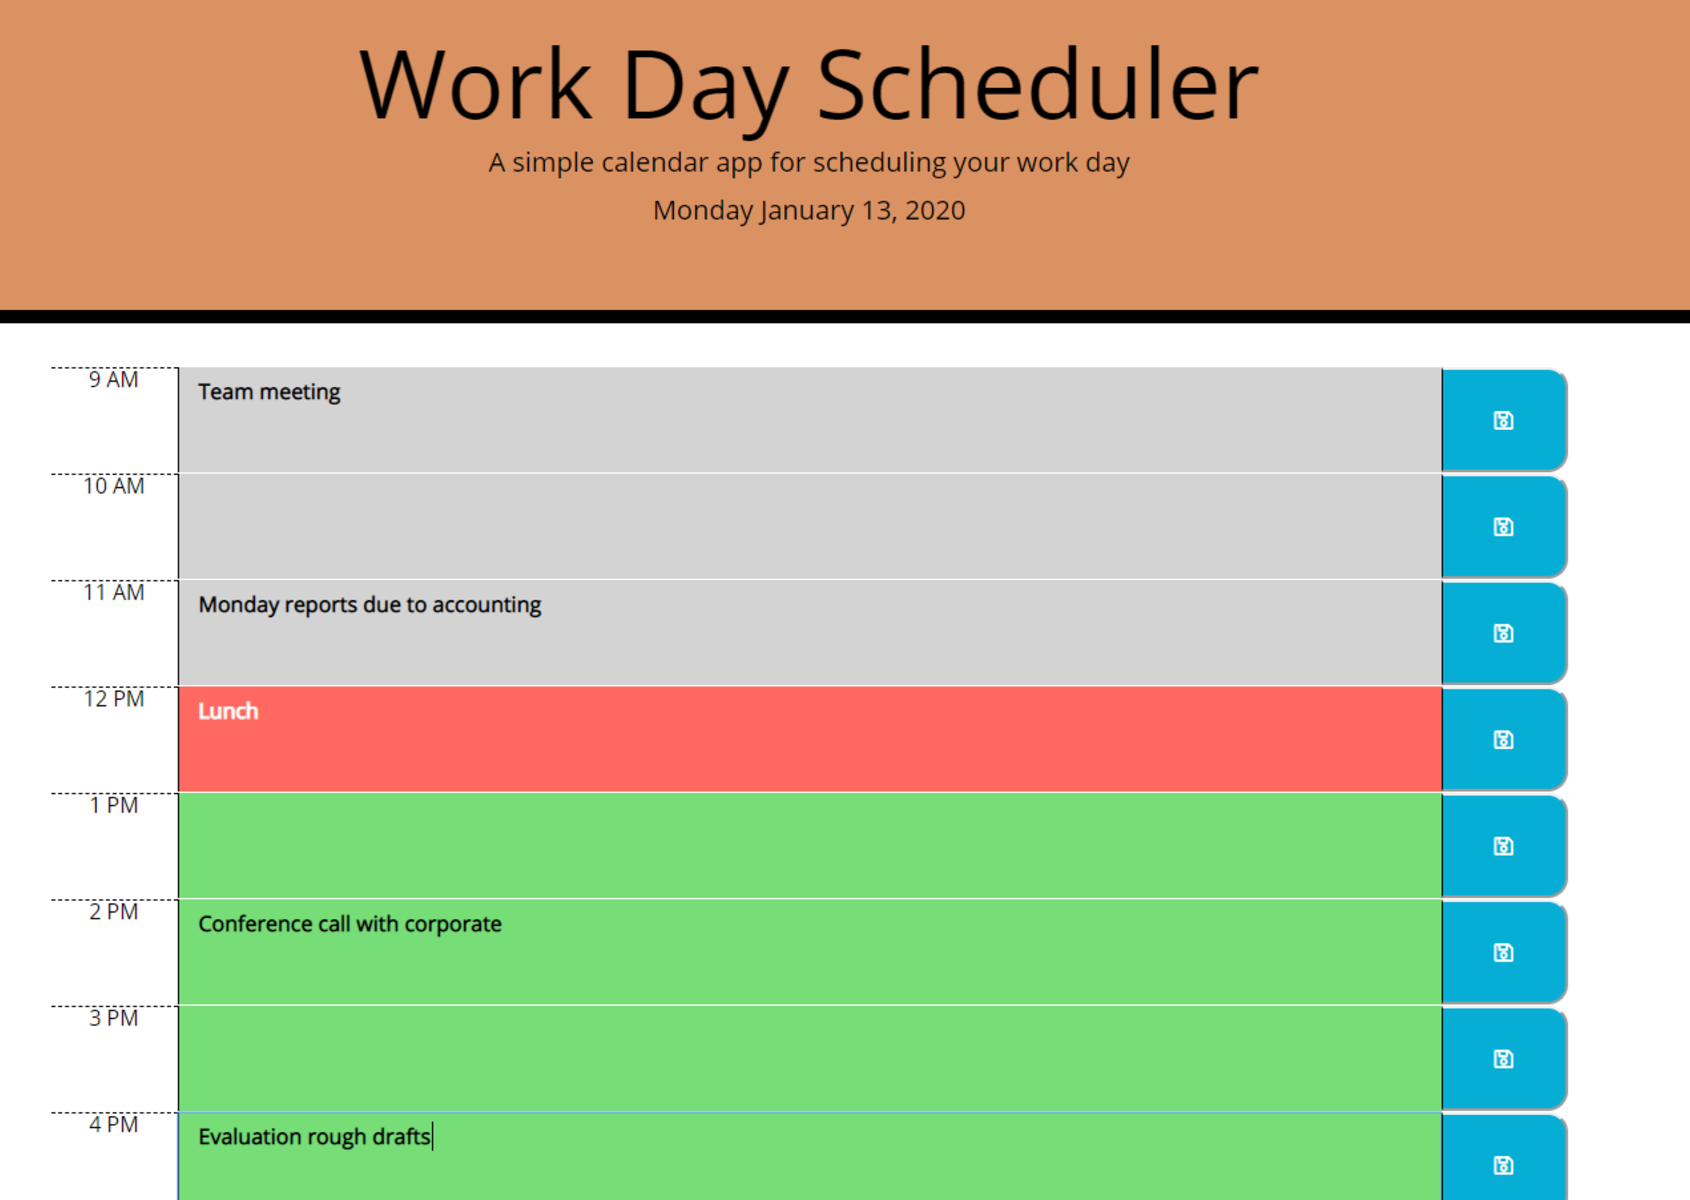 Work Day Scheduler
A simple calendar app for scheduling your work day
Monday January 13, 2020
9 AM
Team meeting
10 AM
11 AM
Monday reports due to accounting
12 PM
Lunch
1 PM
2 PM
Conference call with corporate
3 PM
4 PM
Evaluation rough drafts